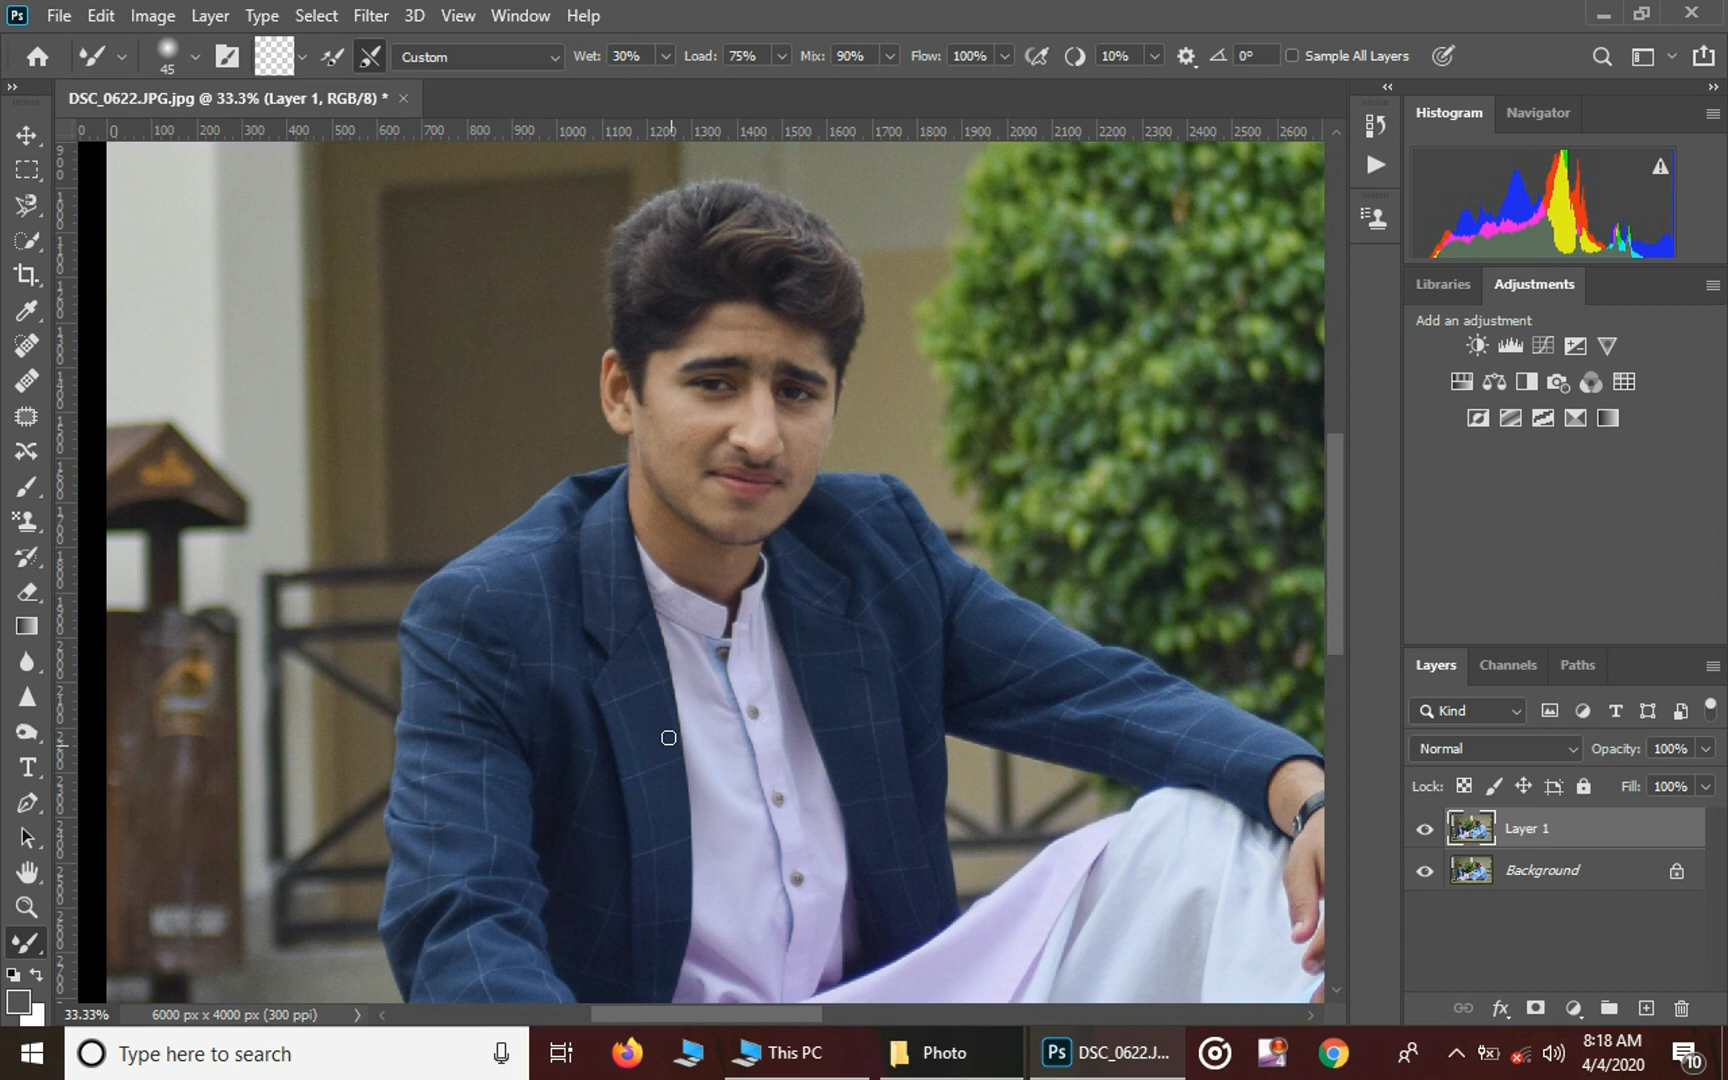 Ps File Edit Image Layer Type Select Filter 3D View Window Help
45 Custom Wet: 30% Load: 75% Mix: 90% Flow: 100% 10% 0° Sample All Layers
DSC_0622.JPG.jpg @ 33.3% (Layer 1, RGB/8) *
0 0 100 200 300 400 500 600 700 800 900 1000 1100 1200 1300 1400 1500 1600 1700 1800 1900 2000 2100 2200 2300 2400 2500 2600
Histogram Navigator
Libraries Adjustments
Add an adjustment
Layers Channels Paths
Kind
Normal Opacity: 100%
Lock: Fill: 100%
Layer 1
Background
33.33% 6000 px x 4000 px (300 ppi)
Type here to search
This PC
Photo
Ps DSC_0622.J...
4
8:18 AM
4/4/2020
10